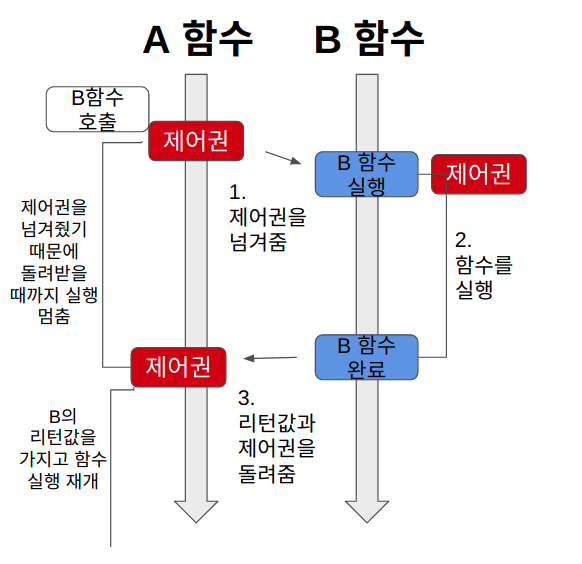 A 함수
B 함수
B함수
호출
제어권
B 함수
실행
제어권
1.
제어권을
넘겨줌
제어권을
넘겨줬기
때문에
돌려받을
때까지 실행
멈춤
2.
함수를
실행
제어권
B 함수
완료
3.
리턴값과
제어권을
돌려줌
B의
리턴값을
가지고 함수
실행 재개